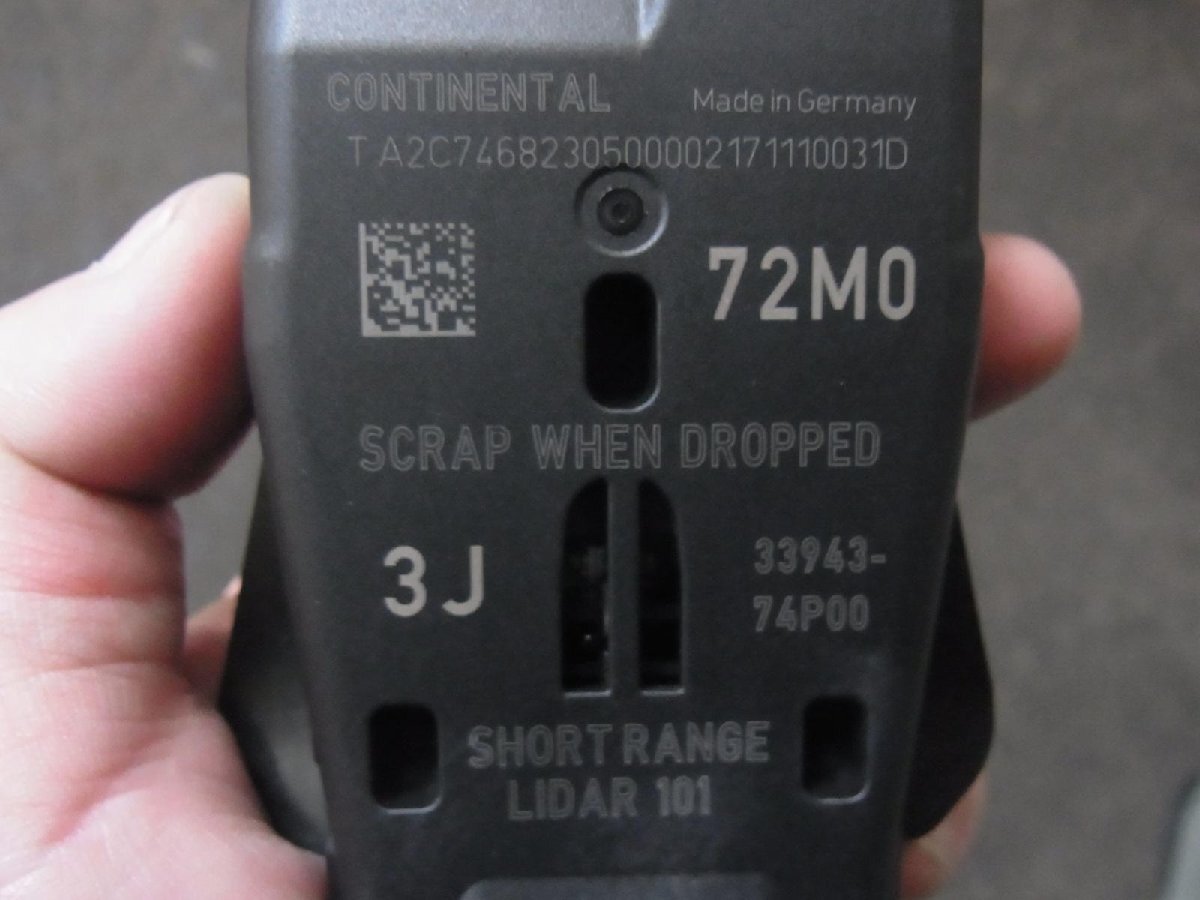 CONTINENTAL Made in Germany
T A2C7468230500002171110031D
72M0
SCRAP WHEN DROPPED
3J
33943-
74P00
SHORT RANGE
LIDAR 101